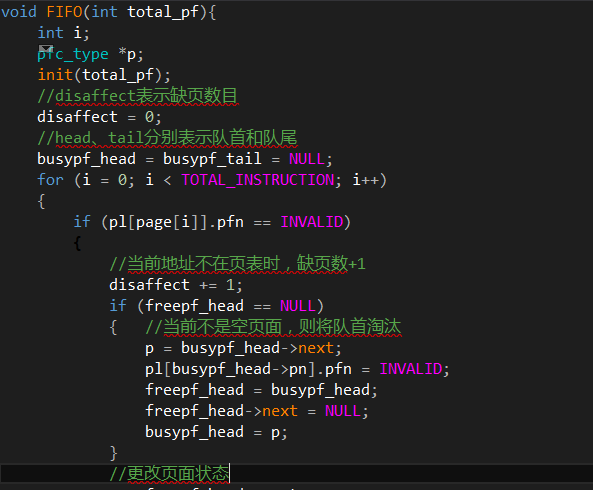 void FIFO(int total_pf){
int i;
pfc_type *p;
init(total_pf);
//disaffect表示缺页数目
disaffect = 0;
//head、tail分别表示队首和队尾
busypf_head = busypf_tail = NULL;
for (i = 0; i < TOTAL_INSTRUCTION; i++)
{
if (pl[page[i]].pfn == INVALID)
{
//当前地址不在页表时，缺页数+1
disaffect += 1;
if (freepf_head == NULL)
{ //当前不是空页面，则将队首淘汰
p = busypf_head->next;
pl[busypf_head->pn].pfn = INVALID;
freepf_head = busypf_head;
freepf_head->next = NULL;
busypf_head = p;
}
//更改页面状态